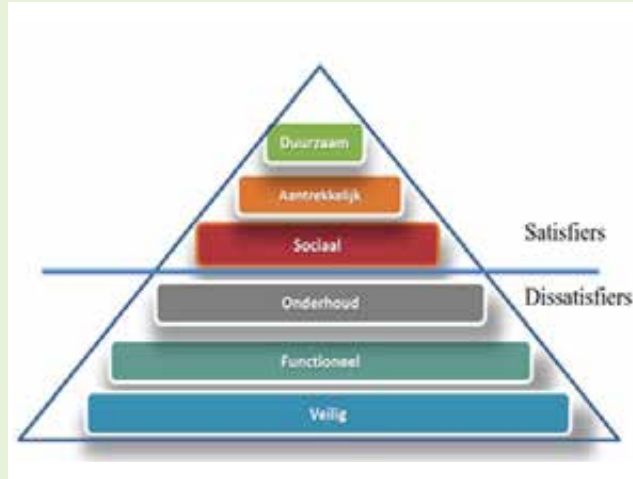 Duurzaam
Aantrekkelijk
Sociaal
Satisfiers
Onderhoud
Dissatisfiers
Functioneel
Veilig